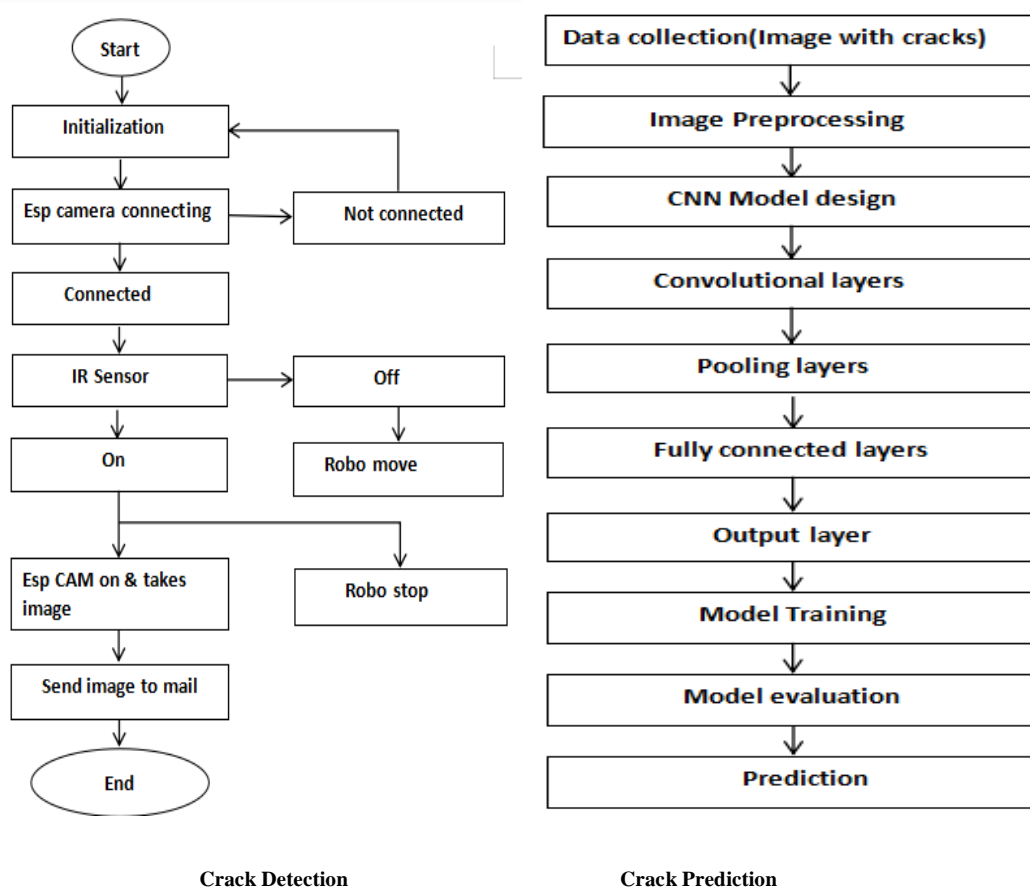 Start
Initialization
Esp camera connecting
Not connected
Connected
IR Sensor
Off
On
Robo move
Esp CAM on & takes
image
Robo stop
Send image to mail
End
Data collection(Image with cracks)
Image Preprocessing
CNN Model design
Convolutional layers
Pooling layers
Fully connected layers
Output layer
Model Training
Model evaluation
Prediction
Crack Detection
Crack Prediction